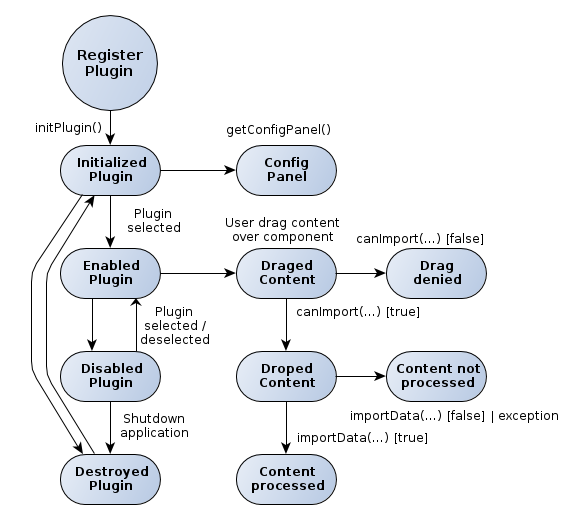 Register
Plugin
initPlugin()
getConfigPanel()
Initialized
Plugin
Config
Panel
Plugin
selected
User drag content
over component
canImport(...) [false]
Enabled
Plugin
Draged
Content
Drag
denied
Plugin
selected /
deselected
canImport(...) [true]
Disabled
Plugin
Droped
Content
Content not
processed
Shutdown
application
importData(...) [false] | exception
importData(...) [true]
Destroyed
Plugin
Content
processed